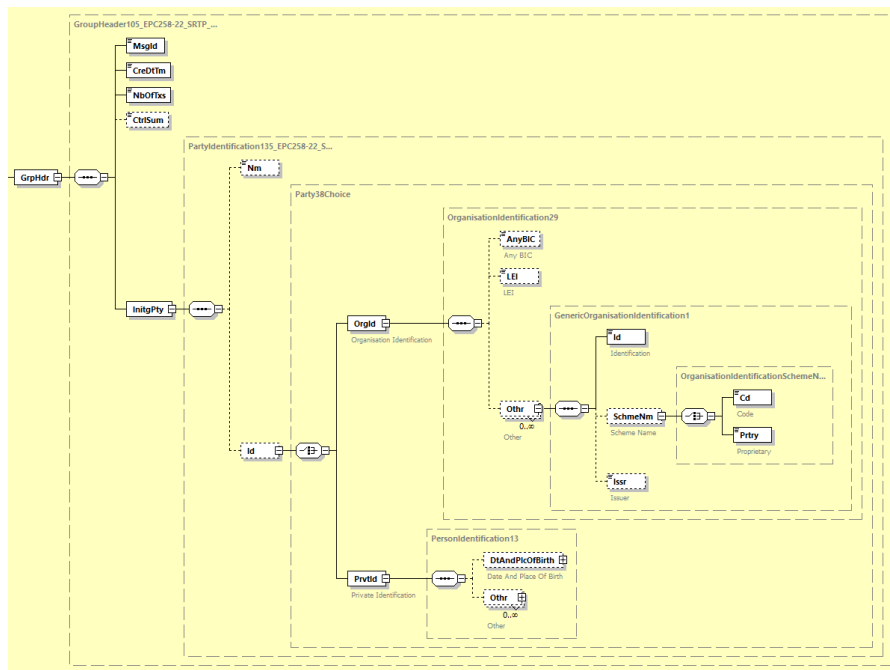 GroupHeader105_EPC258-22_SRTP_...
MsgId
CreDtTm
NbOfTxs
CtrlSum
PartyIdentification135_EPC258-22_S...
Nm
GrpHdr
Party38Choice
OrganisationIdentification29
AnyBIC
Any BIC
LEI
LEI
InitgPty
GenericOrganisationIdentification1
OrgId
Organisation Identification
Id
Identification
OrganisationIdentificationSchemeN...
Cd
Code
Othr
0..∞
Other
SchmeNm
Scheme Name
Prtry
Proprietary
Id
Issr
Issuer
PersonIdentification13
DtAndPlcOfBirth
Date And Place Of Birth
PrvtId
Private Identification
Othr
0..∞
Other